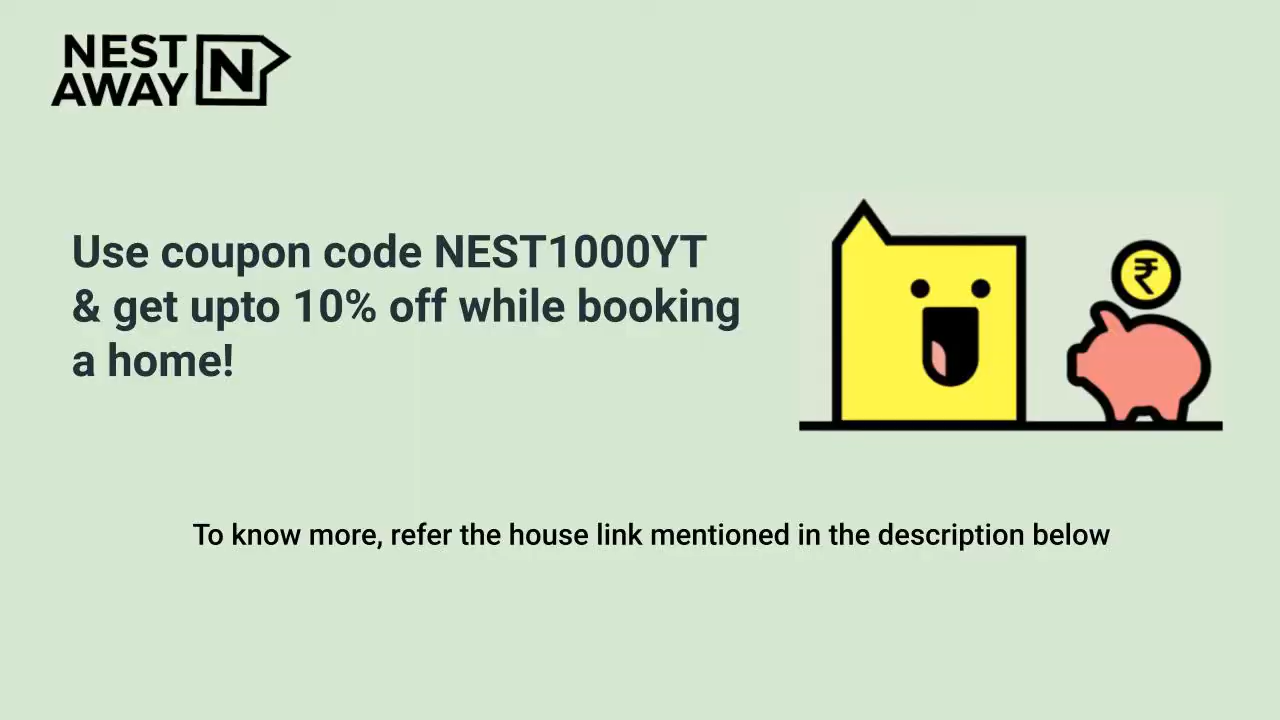 NEST
AWAY N
Use coupon code NEST1000YT
& get upto 10% off while booking
a home!
₹
To know more, refer the house link mentioned in the description below